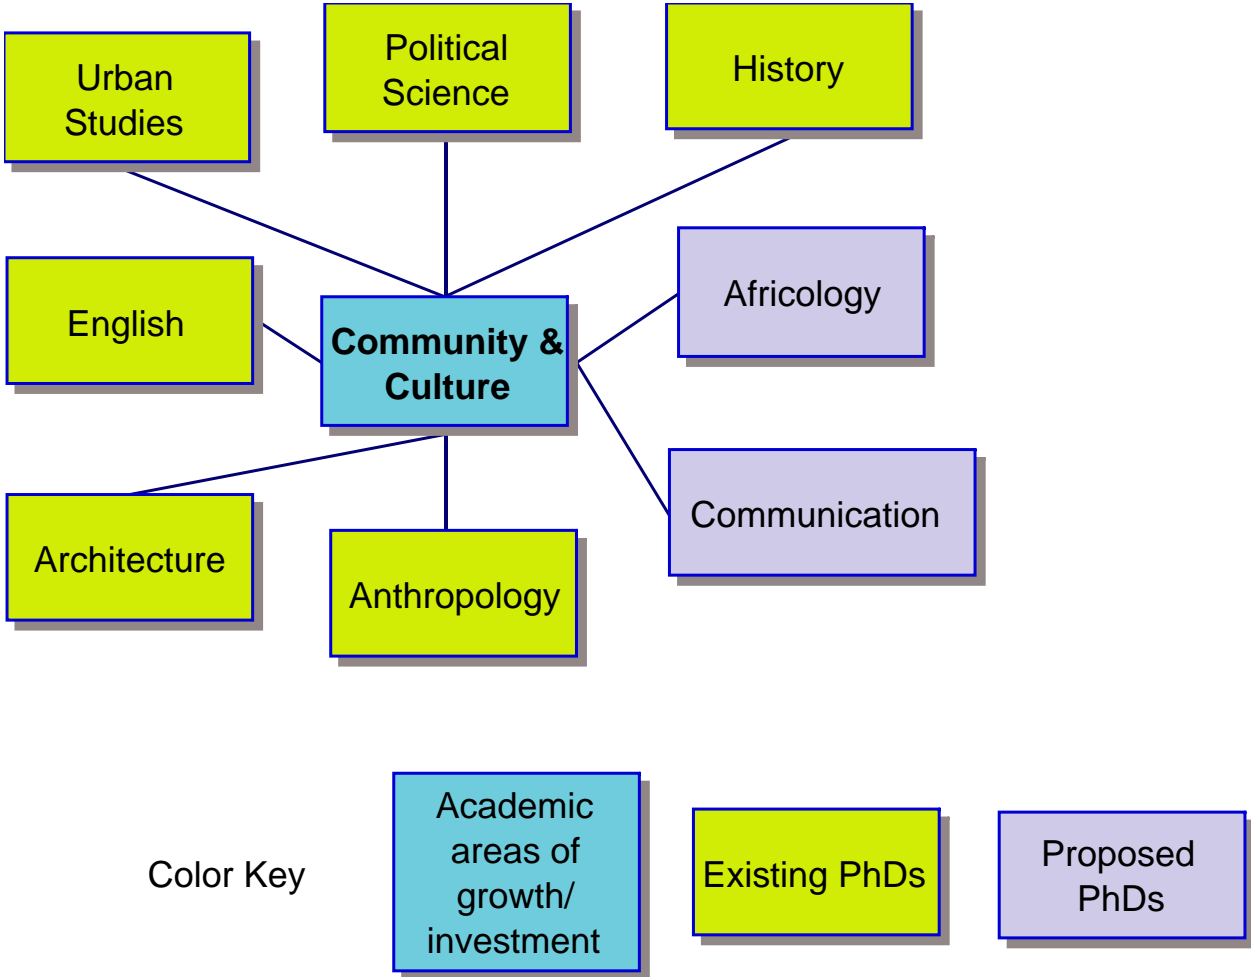 Urban
Studies
Political
Science
History
English
Community &
Culture
Africology
Architecture
Anthropology
Communication
Color Key
Academic
areas of
growth/
investment
Existing PhDs
Proposed
PhDs